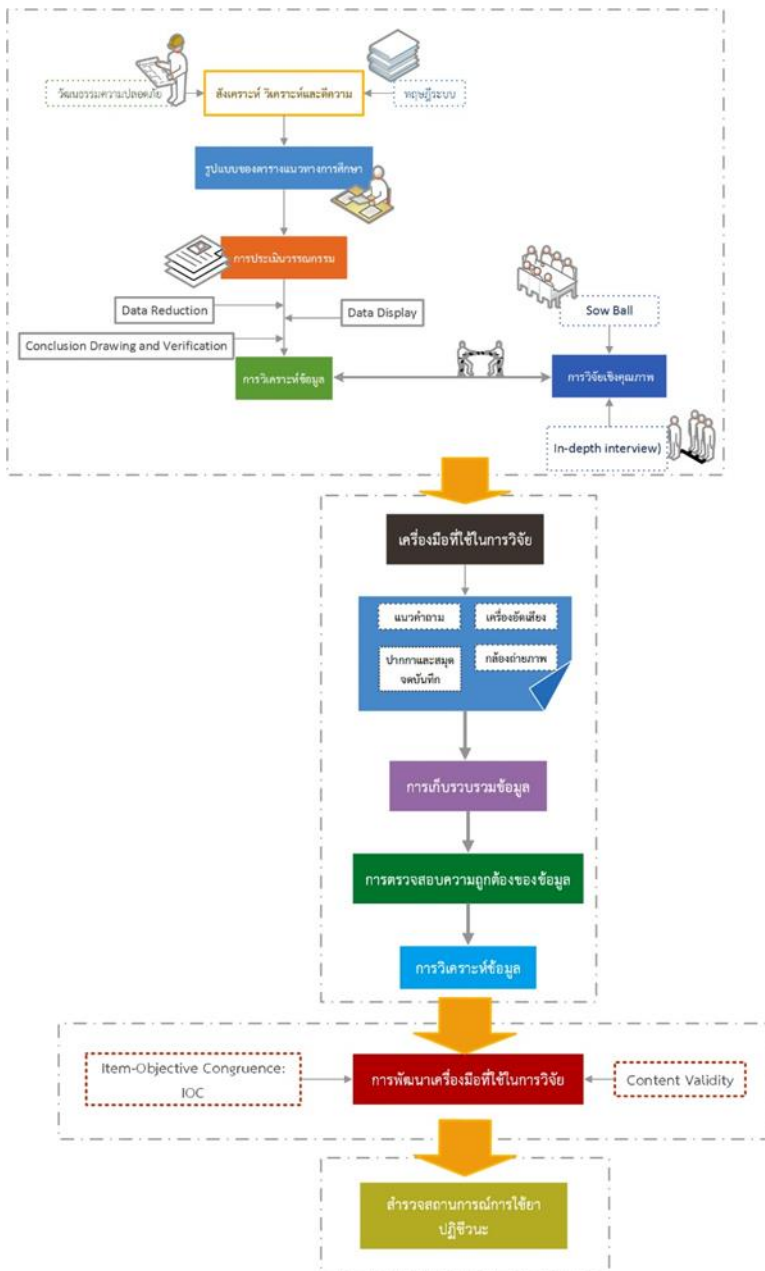 วัฒนธรรมความปลอดภัย
สังเคราะห์ วิเคราะห์และตีความ
ทฤษฎีระบบ
รูปแบบของตารางแนวทางการศึกษา
การประเมินวรรณกรรม
Data Reduction
Data Display
Conclusion Drawing and Verification
การวิเคราะห์ข้อมูล
Sow Ball
การวิจัยเชิงคุณภาพ
In-depth interview)
เครื่องมือที่ใช้ในการวิจัย
แนวคำถาม
เครื่องอัดเสียง
ปากกาและสมุด
จดบันทึก
กล้องถ่ายภาพ
การเก็บรวบรวมข้อมูล
การตรวจสอบความถูกต้องของข้อมูล
การวิเคราะห์ข้อมูล
Item-Objective Congruence:
IOC
การพัฒนาเครื่องมือที่ใช้ในการวิจัย
Content Validity
สำรวจสถานการณ์การใช้ยา
ปฏิชีวนะ